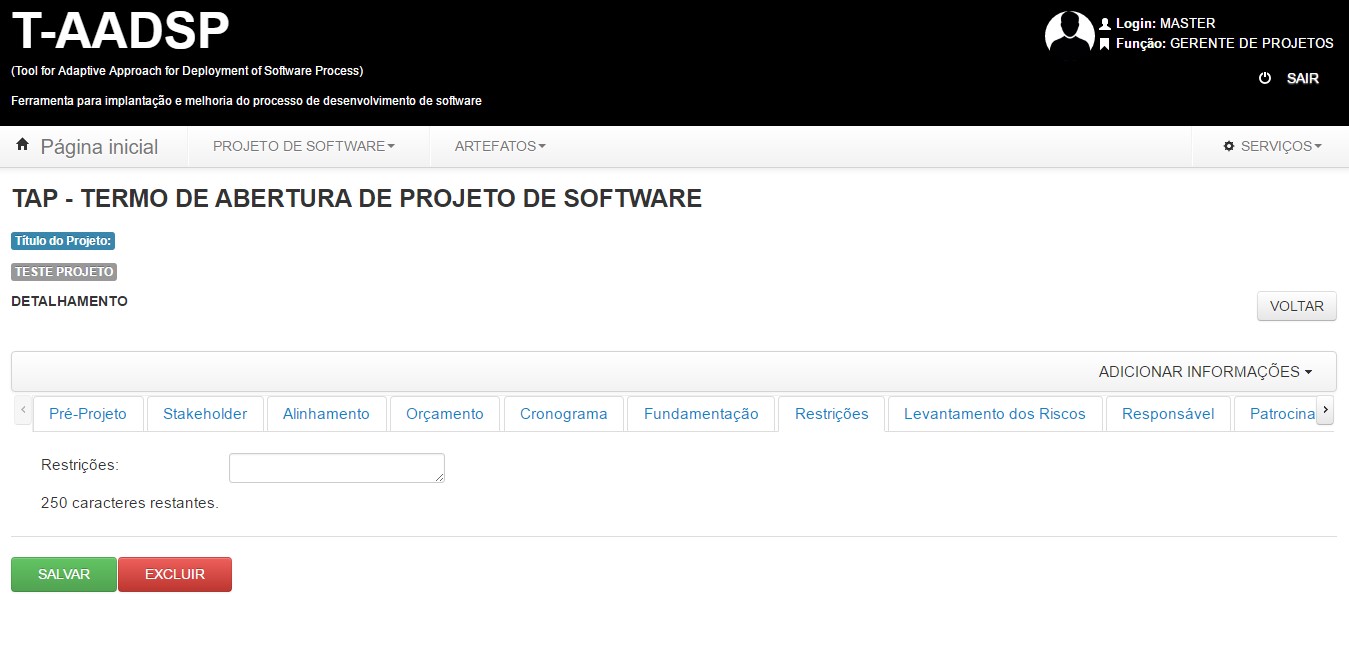 T-AADSP
(Tool for Adaptive Approach for Deployment of Software Process)
Ferramenta para implantação e melhoria do processo de desenvolvimento de software
Login: MASTER
Função: GERENTE DE PROJETOS
SAIR
Página inicial PROJETO DE SOFTWARE ARTEFATOS SERVIÇOS
TAP - TERMO DE ABERTURA DE PROJETO DE SOFTWARE
Título do Projeto:
TESTE PROJETO
DETALHAMENTO
VOLTAR
ADICIONAR INFORMAÇÕES
Pré-Projeto Stakeholder Alinhamento Orçamento Cronograma Fundamentação Restrições Levantamento dos Riscos Responsável Patrocina
Restrições:
250 caracteres restantes.
SALVAR EXCLUIR